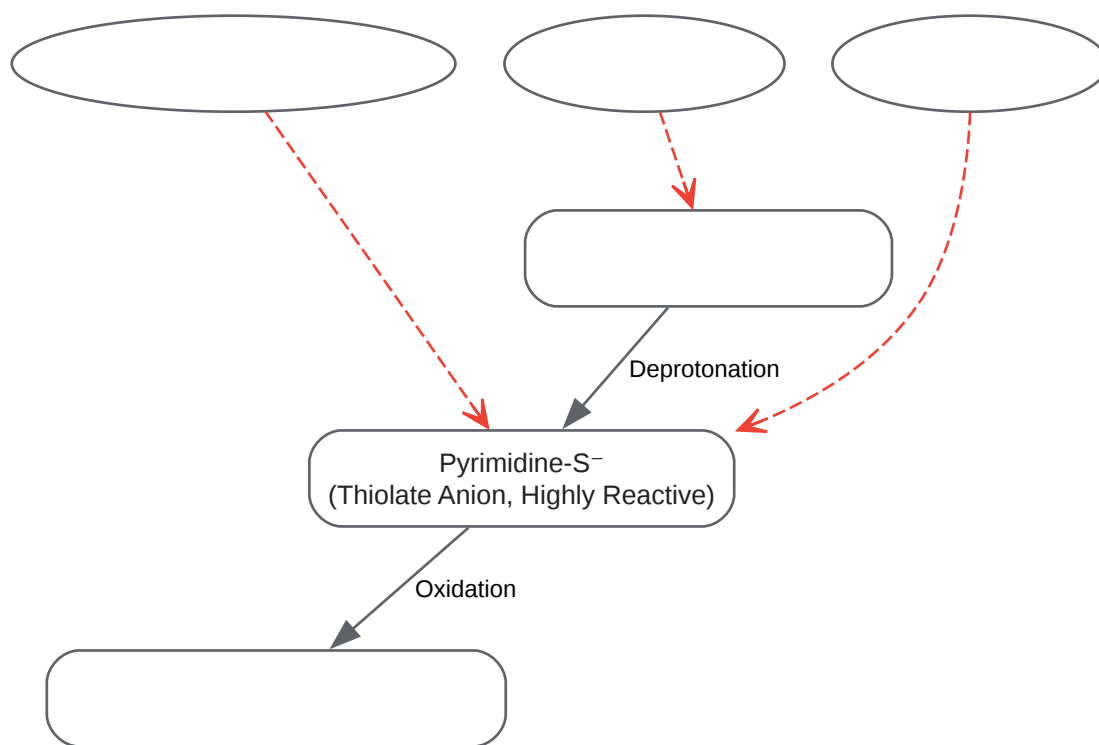 Deprotonation
Pyrimidine-S⁻
(Thiolate Anion, Highly Reactive)
Oxidation